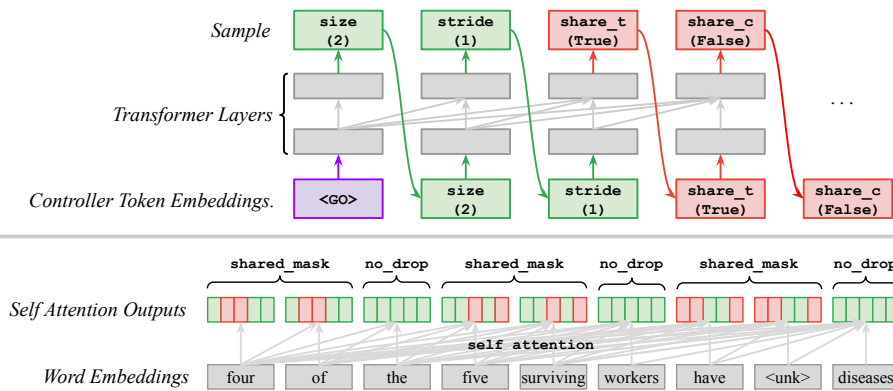 Sample
size
(2)
stride
(1)
share_t
(True)
share_c
(False)
Transformer Layers
...
Controller Token Embeddings.
<GO>
size
(2)
stride
(1)
share_t
(True)
share_c
(False)
shared_mask no_drop shared_mask no_drop shared_mask no_drop
Self Attention Outputs
self attention
Word Embeddings four of the five surviving workers have <unk> diseases